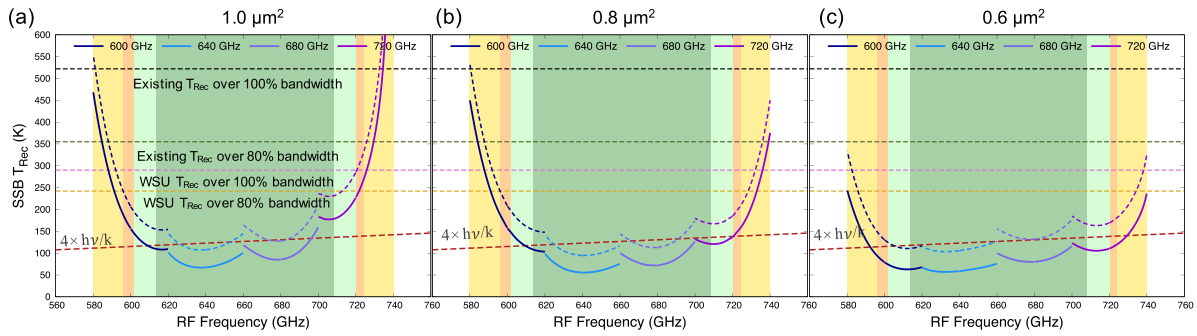 (a) 1.0 μm²
(b) 0.8 μm²
(c) 0.6 μm²
SSB T_Rec (K)
600 GHz 640 GHz 680 GHz 720 GHz
600
550
500
450
400
350
300
250
200
150
100
50
0
Existing T_Rec over 100% bandwidth
Existing T_Rec over 80% bandwidth
WSU T_Rec over 100% bandwidth
WSU T_Rec over 80% bandwidth
4×hν/k
560 580 600 620 640 660 680 700 720 740 760
RF Frequency (GHz)
600 GHz 640 GHz 680 GHz 720 GHz
4×hν/k
580 600 620 640 660 680 700 720 740 760
RF Frequency (GHz)
600 GHz 640 GHz 680 GHz 720 GHz
4×hν/k
580 600 620 640 660 680 700 720 740 760
RF Frequency (GHz)